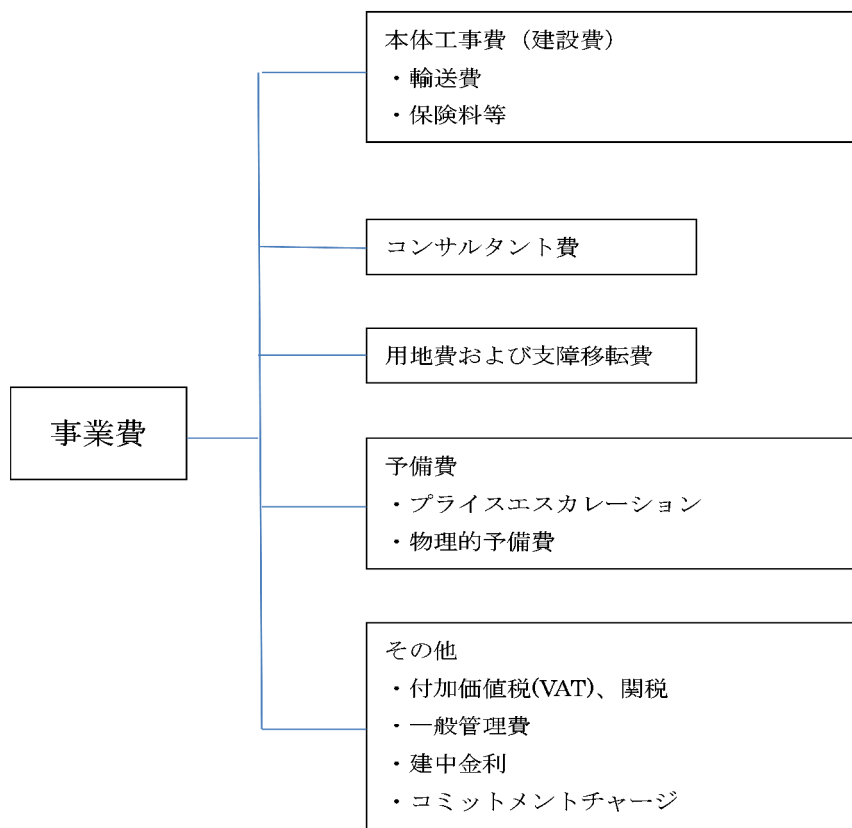 本体工事費（建設費）
・輸送費
・保険料等
コンサルタント費
用地費および支障移転費
事業費
予備費
・プライスエスカレーション
・物理的予備費
その他
・付加価値税(VAT)、関税
・一般管理費
・建中金利
・コミットメントチャージ